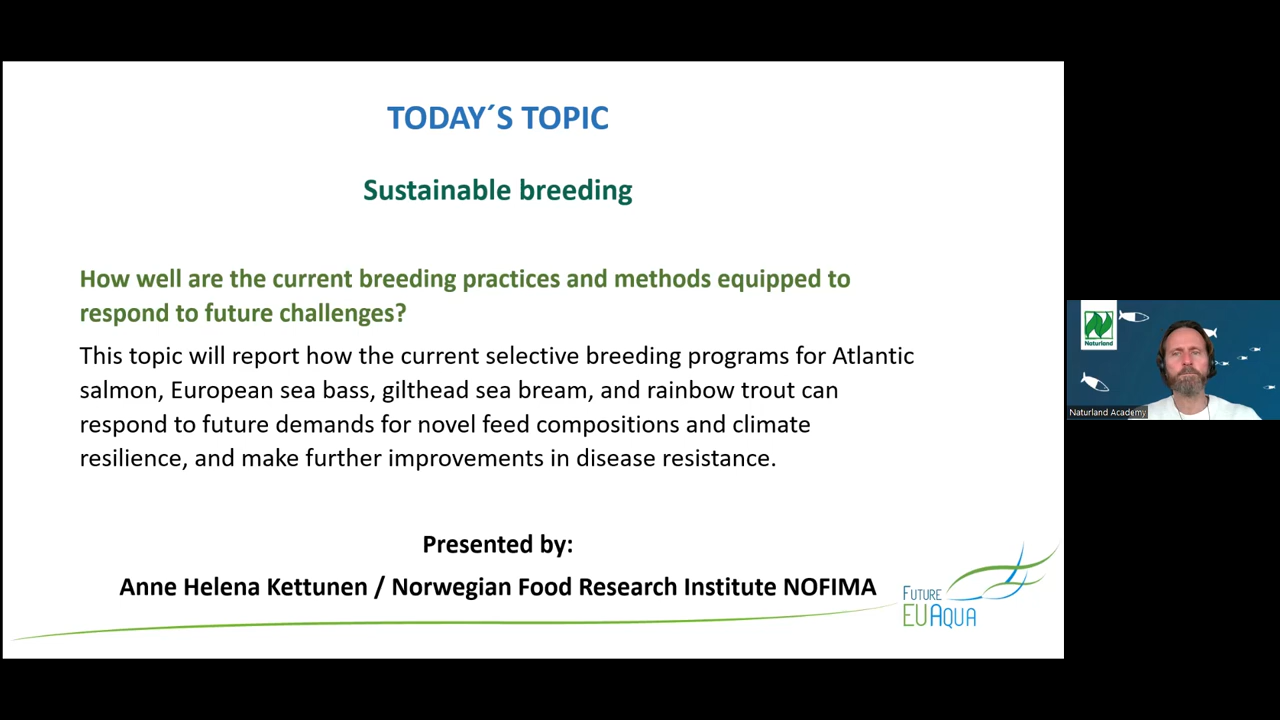 TODAY´S TOPIC
Sustainable breeding
How well are the current breeding practices and methods equipped to
respond to future challenges?
This topic will report how the current selective breeding programs for Atlantic
salmon, European sea bass, gilthead sea bream, and rainbow trout can
respond to future demands for novel feed compositions and climate
resilience, and make further improvements in disease resistance.
Presented by:
Anne Helena Kettunen / Norwegian Food Research Institute NOFIMA
FUTURE
EUAQUA
Naturland
Naturland Academy